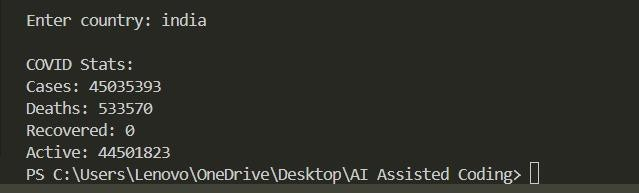 Enter country: india
COVID Stats:
Cases: 45035393
Deaths: 533570
Recovered: 0
Active: 44501823
PS C:\Users\Lenovo\OneDrive\Desktop\AI Assisted Coding>